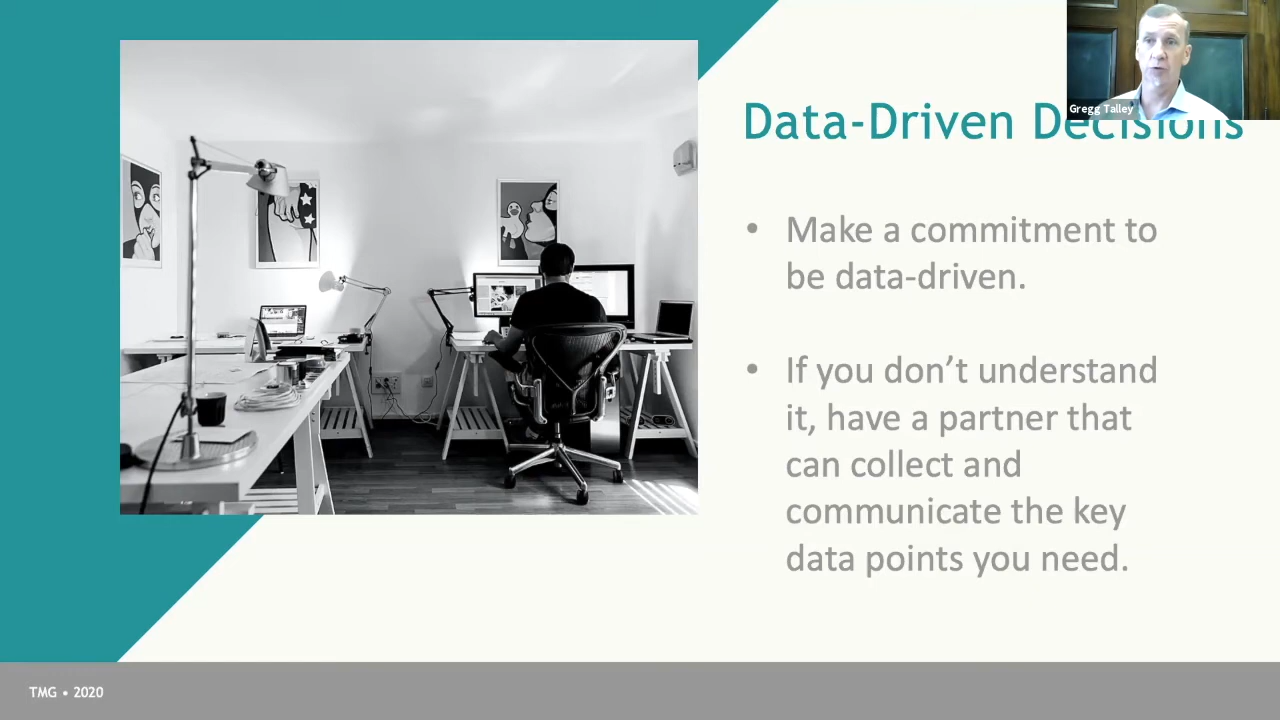 Gregg Talley
Data-Driven Decisions
• Make a commitment to
be data-driven.
• If you don’t understand
it, have a partner that
can collect and
communicate the key
data points you need.
TMG • 2020